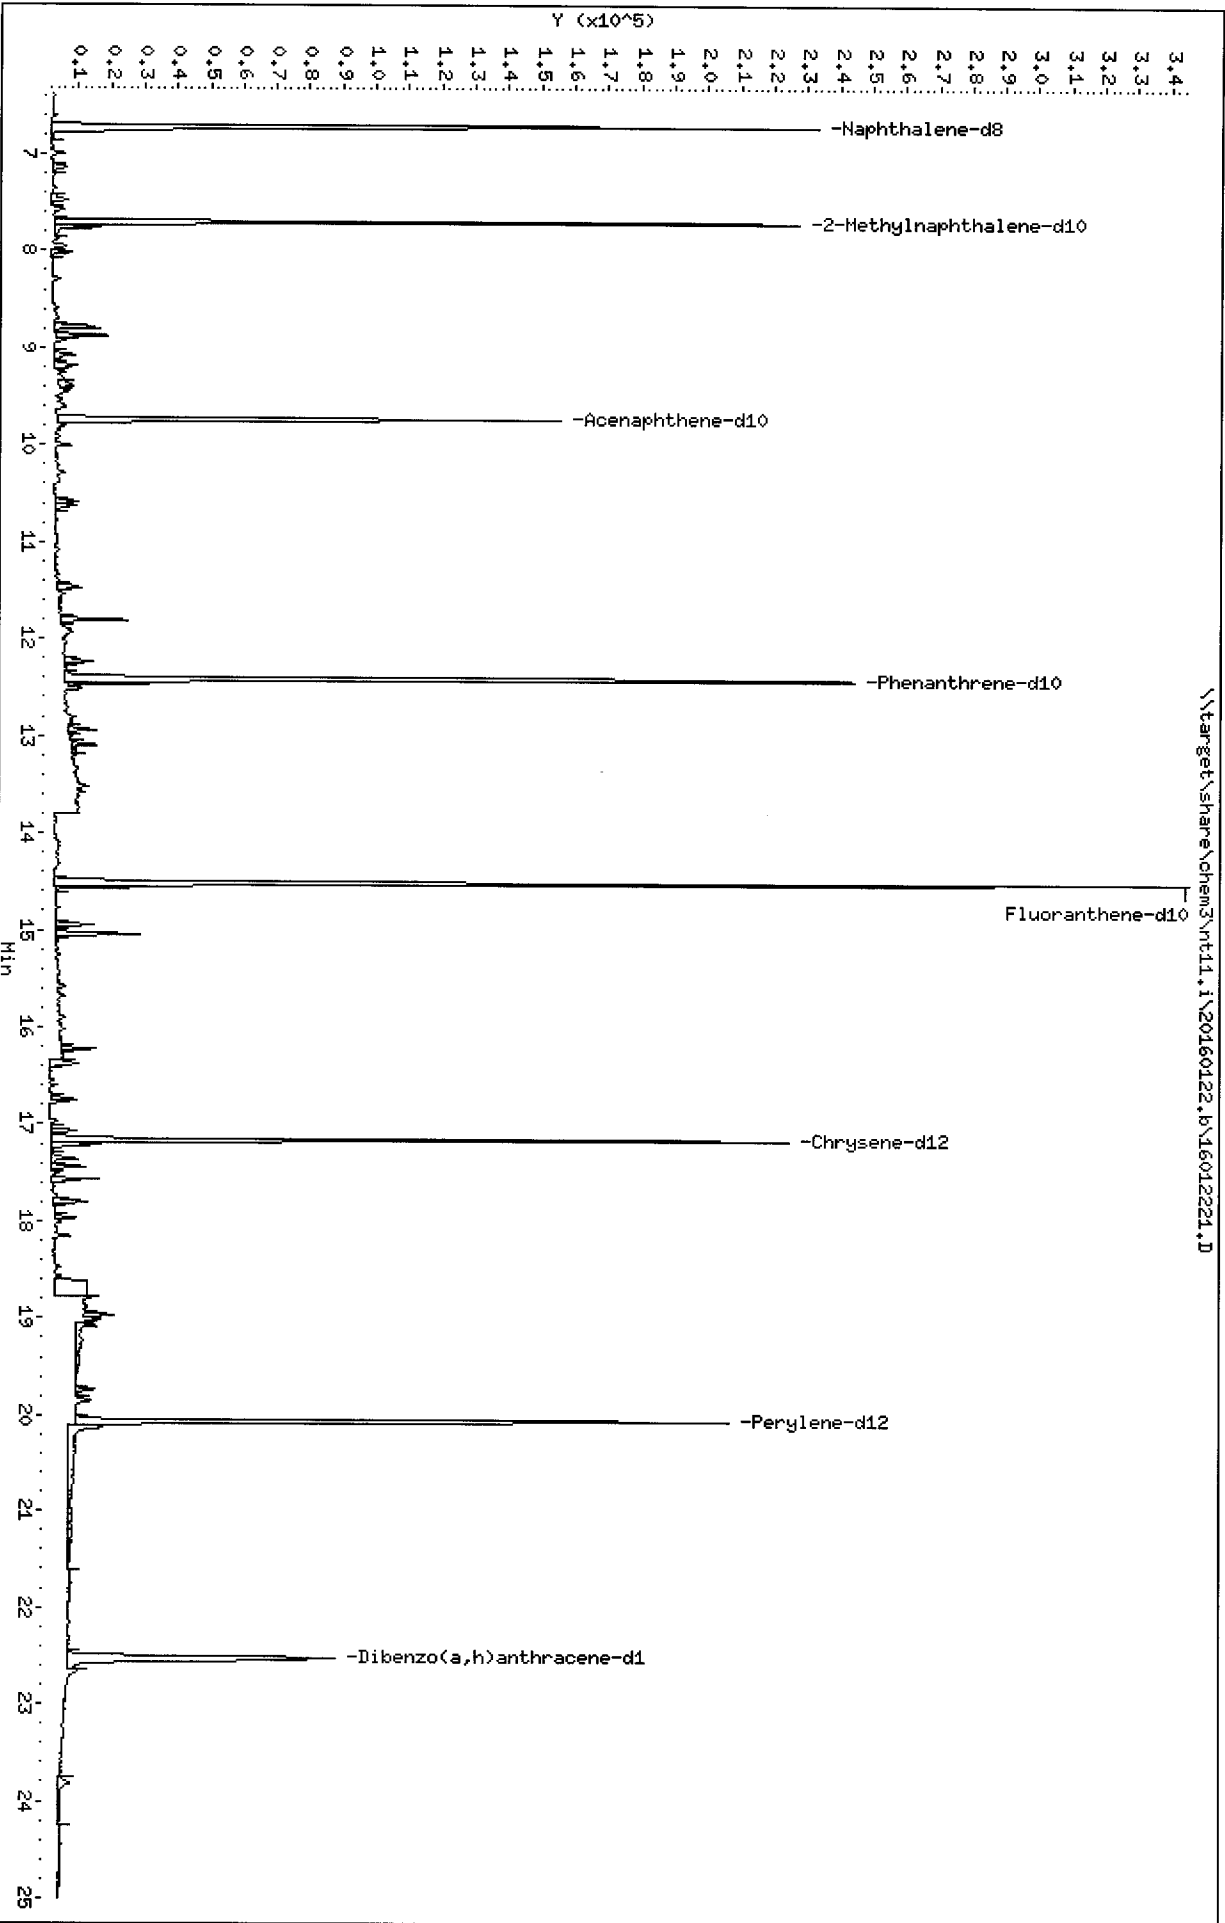 \\target\share\chem3\nt11.i\20160122.b\16012221.D
Y (x10^5)
3.4
3.3
3.2
3.1
3.0
2.9
2.8
2.7
2.6
2.5
2.4
2.3
2.2
2.1
2.0
1.9
1.8
1.7
1.6
1.5
1.4
1.3
1.2
1.1
1.0
0.9
0.8
0.7
0.6
0.5
0.4
0.3
0.2
0.1
-Naphthalene-d8
-2-Methylnaphthalene-d10
-Acenaphthene-d10
-Phenanthrene-d10
Fluoranthene-d10
-Chrysene-d12
-Perylene-d12
-Dibenzo(a,h)anthracene-d1
7 8 9 10 11 12 13 14 15 16 17 18 19 20 21 22 23 24 25
Min